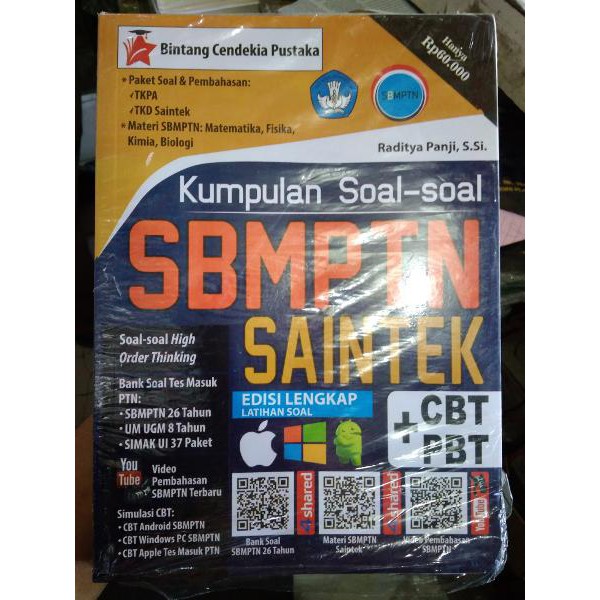 Bintang Cendekia Pustaka
Hanya
Rp60.000
* Paket Soal & Pembahasan:
√TKPA
√TKD Saintek
* Materi SBMPTN: Matematika, Fisika,
Kimia, Biologi
SBMPTN
Raditya Panji, S.Si.
Kumpulan Soal-soal
SBMPTN
SAINTEK
Soal-soal High
Order Thinking
Bank Soal Tes Masuk
PTN:
• SBMPTN 26 Tahun
• UM UGM 8 Tahun
• SIMAK UI 37 Paket
EDISI LENGKAP
LATIHAN SOAL
+CBT
PBT
You
Tube
Video
Pembahasan
SBMPTN Terbaru
Simulasi CBT:
• CBT Android SBMPTN
• CBT Windows PC SBMPTN
• CBT Apple Tes Masuk PTN
4shared
Bank Soal
SBMPTN 26 Tahun
4shared
Materi SBMPTN
Saintek
YouTube
Video Pembahasan
SBMPTN